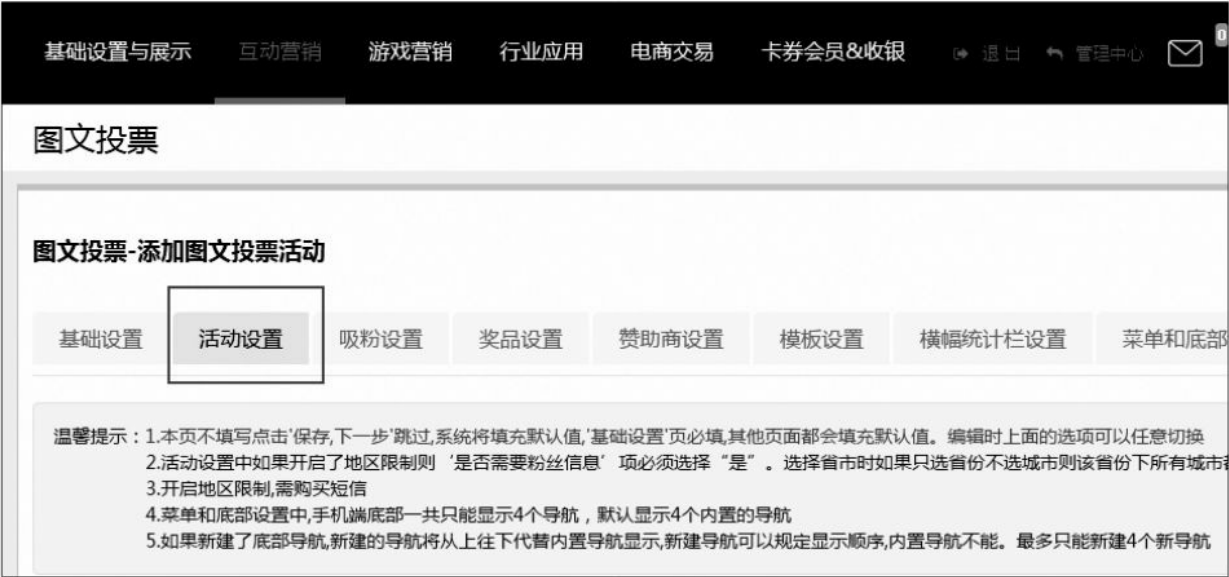 基础设置与展示 互动营销 游戏营销 行业应用 电商交易 卡券会员&收银 退出 管理中心 0
图文投票
图文投票-添加图文投票活动
基础设置 活动设置 吸粉设置 奖品设置 赞助商设置 模板设置 横幅统计栏设置 菜单和底部
温馨提示：1.本页不填写点击'保存,下一步'跳过,系统将填充默认值,'基础设置'页必填,其他页面都会填充默认值。编辑时上面的选项可以任意切换
2.活动设置中如果开启了地区限制则‘是否需要粉丝信息’项必须选择“是”。选择省市时如果只选省份不选城市则该省份下所有城市
3.开启地区限制,需购买短信
4.菜单和底部设置中,手机端底部一共只能显示4个导航，默认显示4个内置的导航
5.如果新建了底部导航,新建的导航将从上往下代替内置导航显示,新建导航可以规定显示顺序,内置导航不能。最多只能新建4个新导航